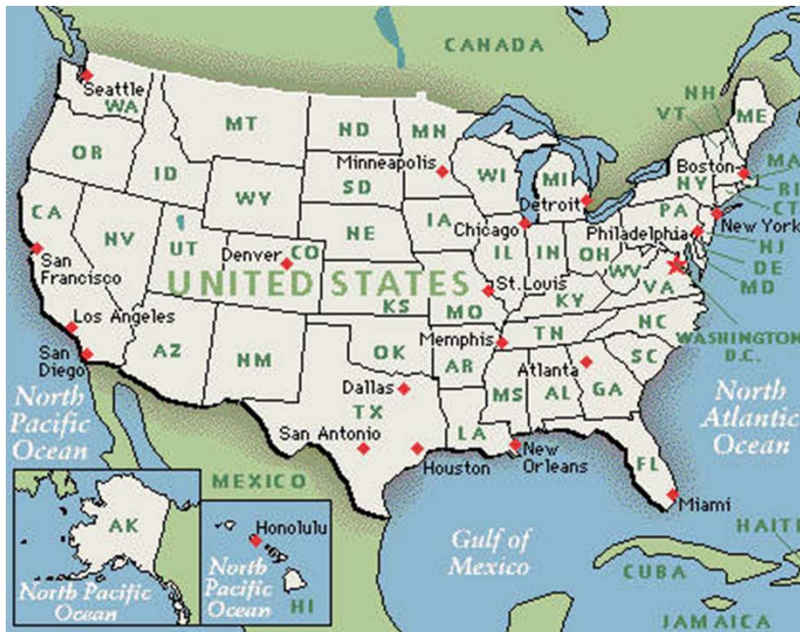 CANADA
Seattle
WA
MT
ND
MN
OR
ID
Minneapolis
WI
MI
VT
NH
ME
WY
SD
Boston
MA
NY
RI
CT
Detroit
CA
NV
UT
NE
IA
Chicago
PA
New York
Philadelphia
NJ
Denver
CO
IL
IN
OH
WV
DE
MD
San
Francisco
UNITED STATES
KS
St.Louis
MO
KY
VA
WASHINGTON
D.C.
Los Angeles
San
Diego
AZ
NM
OK
AR
Memphis
TN
NC
SC
Dallas
TX
MS
AL
Atlanta
GA
North
Pacific
Ocean
North
Atlantic
Ocean
San Antonio
Houston
LA
New
Orleans
FL
Miami
MEXICO
AK
North Pacific
Ocean
Honolulu
North
Pacific
Ocean
HI
Gulf of
Mexico
CUBA
HAITI
JAMAICA